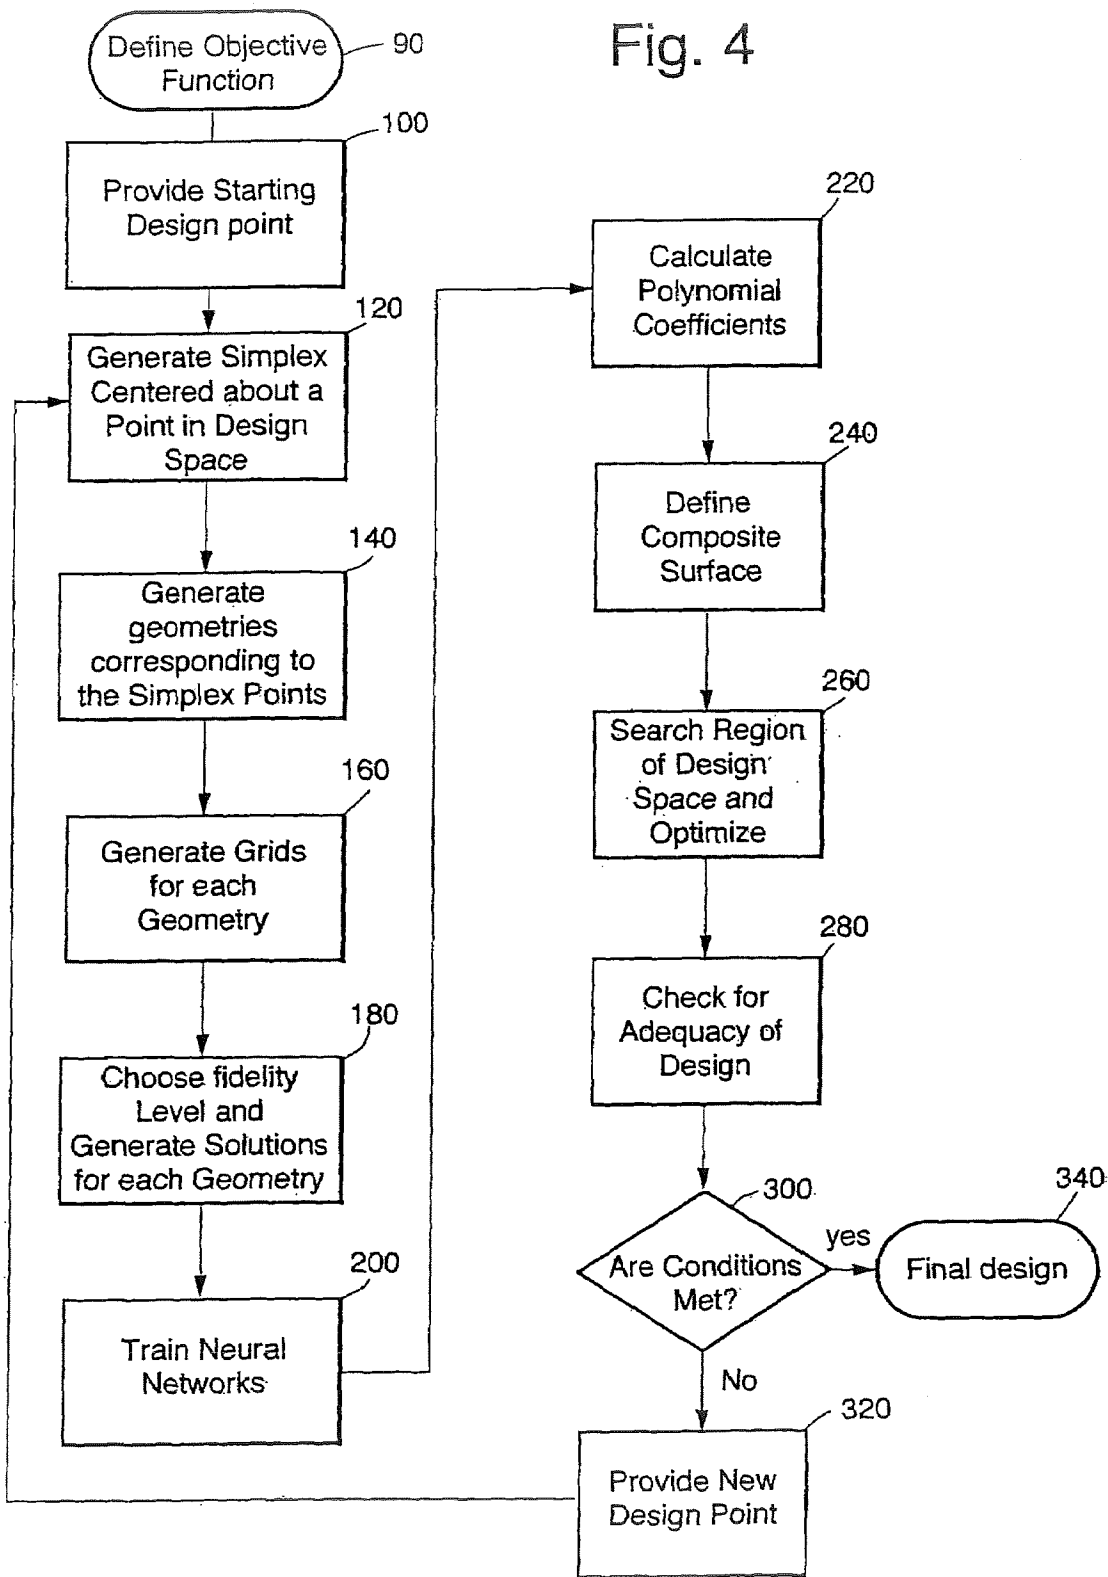 Fig. 4
Define Objective
Function
90
100
Provide Starting
Design point
120
Generate Simplex
Centered about a
Point in Design
Space
140
Generate
geometries
corresponding to
the Simplex Points
160
Generate Grids
for each
Geometry
180
Choose fidelity
Level and
Generate Solutions
for each Geometry
200
Train Neural
Networks
220
Calculate
Polynomial
Coefficients
240
Define
Composite
Surface
260
Search Region
of Design
Space and
Optimize
280
Check for
Adequacy of
Design
300
Are Conditions
Met?
yes
340
Final design
No
320
Provide New
Design Point